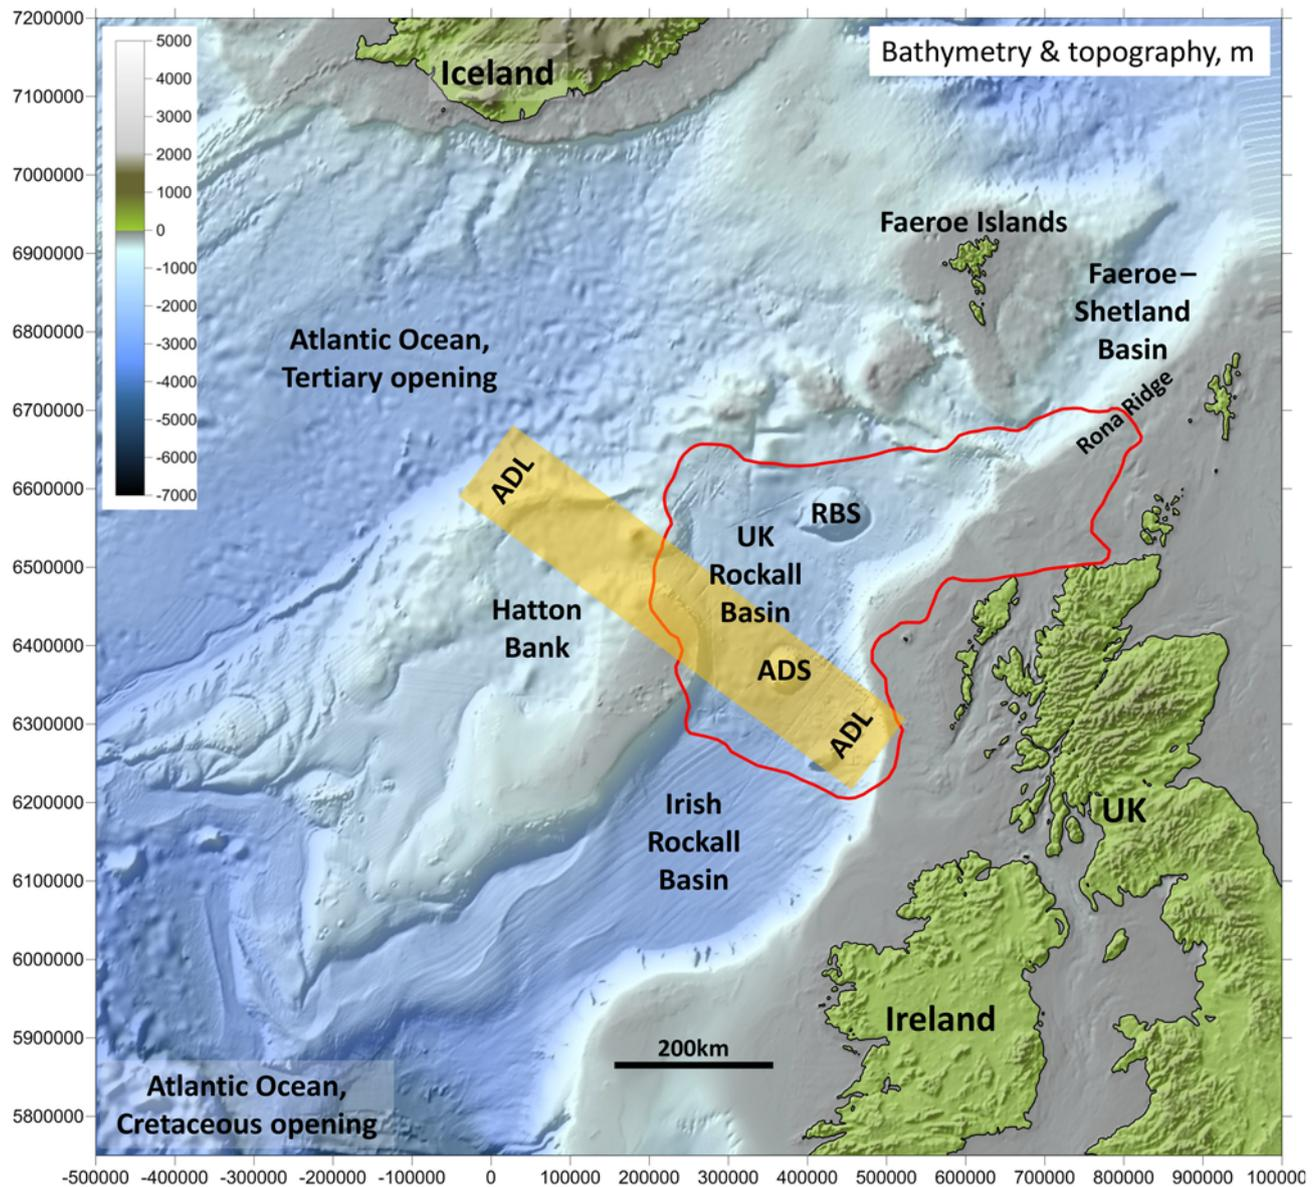 7200000
7100000
7000000
6900000
6800000
6700000
6600000
6500000
6400000
6300000
6200000
6100000
6000000
5900000
5800000
5000
4000
3000
2000
1000
0
-1000
-2000
-3000
-4000
-5000
-6000
-7000
Iceland
Bathymetry & topography, m
Faeroe Islands
Faeroe–
Shetland
Basin
Atlantic Ocean,
Tertiary opening
Rona Ridge
ADL
RBS
UK
Rockall
Basin
Hatton
Bank
ADS
ADL
Irish
Rockall
Basin
UK
Ireland
200km
Atlantic Ocean,
Cretaceous opening
-500000 -400000 -300000 -200000 -100000 0 100000 200000 300000 400000 500000 600000 700000 800000 900000 100000